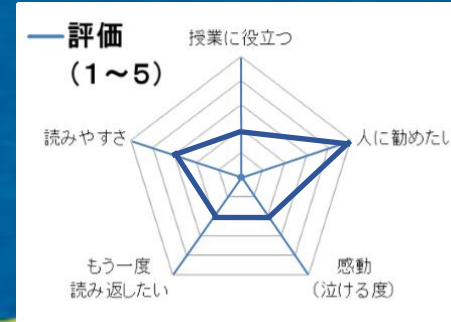 評価
(1〜5)
授業に役立つ
人に勧めたい
感動
(泣ける度)
もう一度
読み返したい
読みやすさ